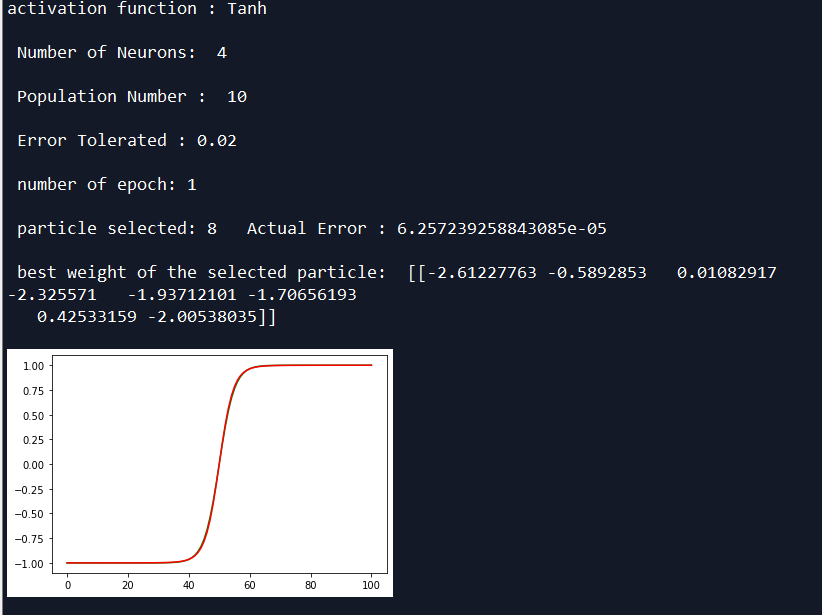 activation function : Tanh
Number of Neurons:  4
Population Number :  10
Error Tolerated : 0.02
number of epoch: 1
particle selected: 8   Actual Error : 6.257239258843085e-05
best weight of the selected particle:  [[-2.61227763 -0.5892853   0.01082917
-2.325571   -1.93712101 -1.70656193
0.42533159 -2.00538035]]
1.00
0.75
0.50
0.25
0.00
−0.25
−0.50
−0.75
−1.00
0 20 40 60 80 100